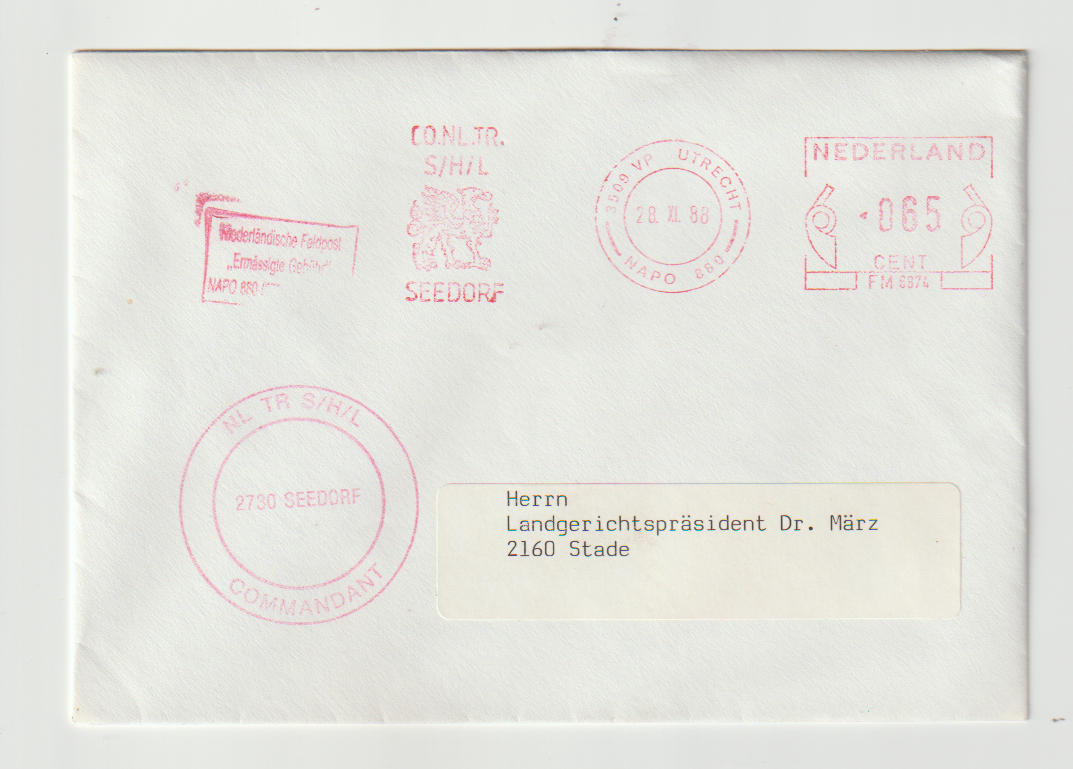 CO.NL.TR.
S/H/L
SEEDORF
3509 VP UTRECHT
28. XI. 88
NAPO 860
NEDERLAND
065
CENT
FM 6874
Niederländische Feldpost
„Ermässigte Gebühr"
NAPO 860
NL TR S/H/L
2730 SEEDORF
COMMANDANT
Herrn
Landgerichtspräsident Dr. März
2160 Stade